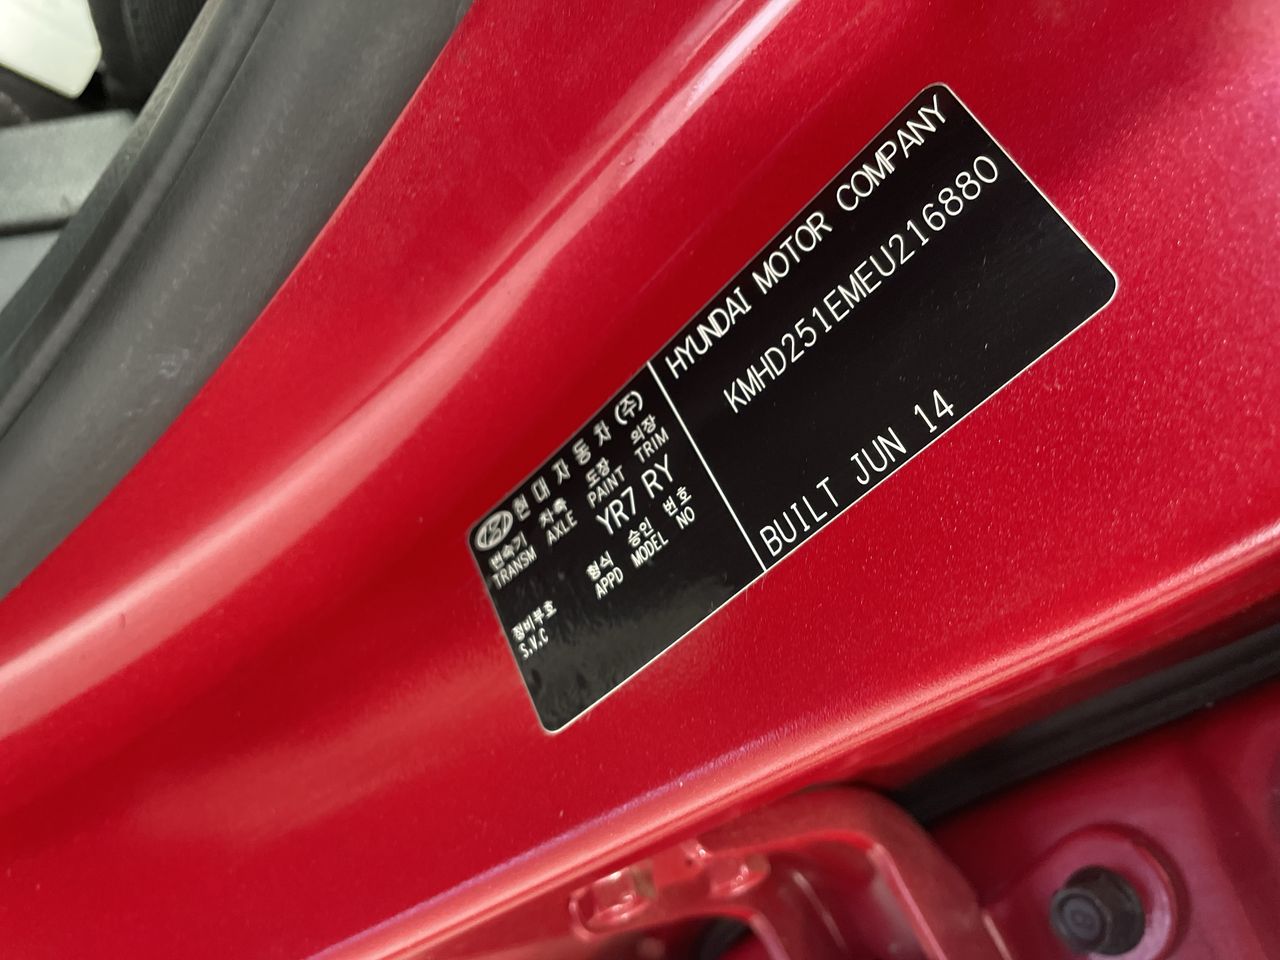 현대자동차(주)
변속기 차축 도장 의장
TRANSM AXLE PAINT TRIM
YR7 RY
형식 승인 번호
APPD MODEL NO
정비부호
S.V.C
HYUNDAI MOTOR COMPANY
KMHD251EMEU216880
BUILT JUN 14